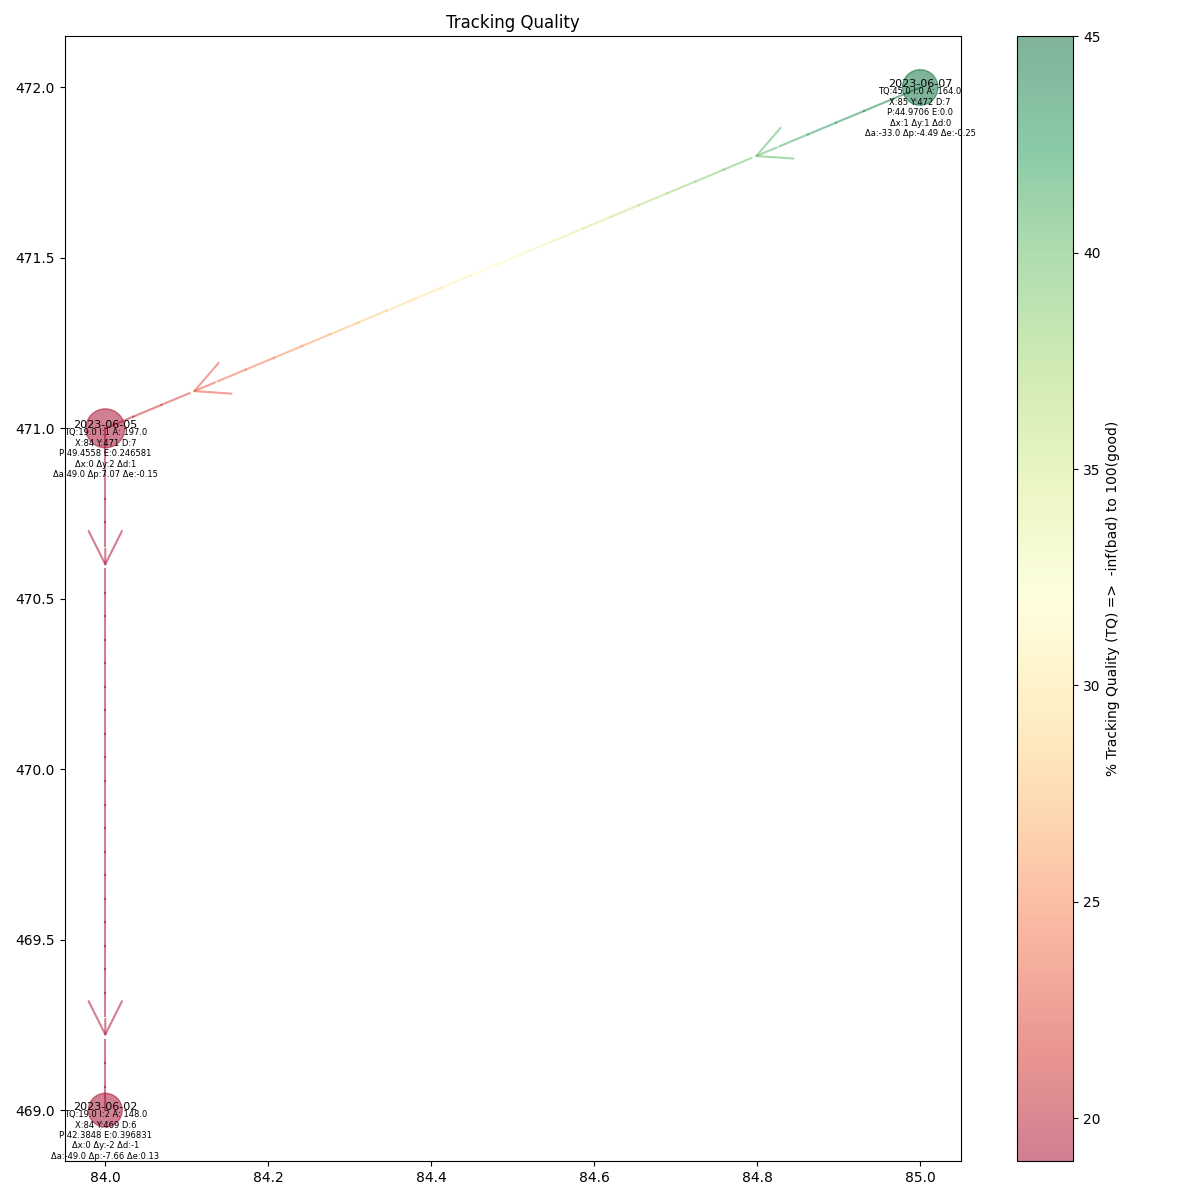 Tracking Quality
472.0
471.5
471.0
470.5
470.0
469.5
469.0
84.0
84.2
84.4
84.6
84.8
85.0
2023-06-07
TQ:45.0 I:0 A: 164.0
X:85 Y:472 D:7
P:44.9706 E:0.0
Δx:1 Δy:1 Δd:0
Δa:-33.0 Δp:-4.49 Δe:-0.25
2023-06-05
TQ:19.0 I:1 A: 197.0
X:84 Y:471 D:7
P:49.4558 E:0.246581
Δx:0 Δy:2 Δd:1
Δa:49.0 Δp:7.07 Δe:-0.15
2023-06-02
TQ:19.0 I:2 A: 148.0
X:84 Y:469 D:6
P:42.3848 E:0.396831
Δx:0 Δy:-2 Δd:-1
Δa:-49.0 Δp:-7.66 Δe:0.13
45
40
35
30
25
20
% Tracking Quality (TQ) =>  -inf(bad) to 100(good)